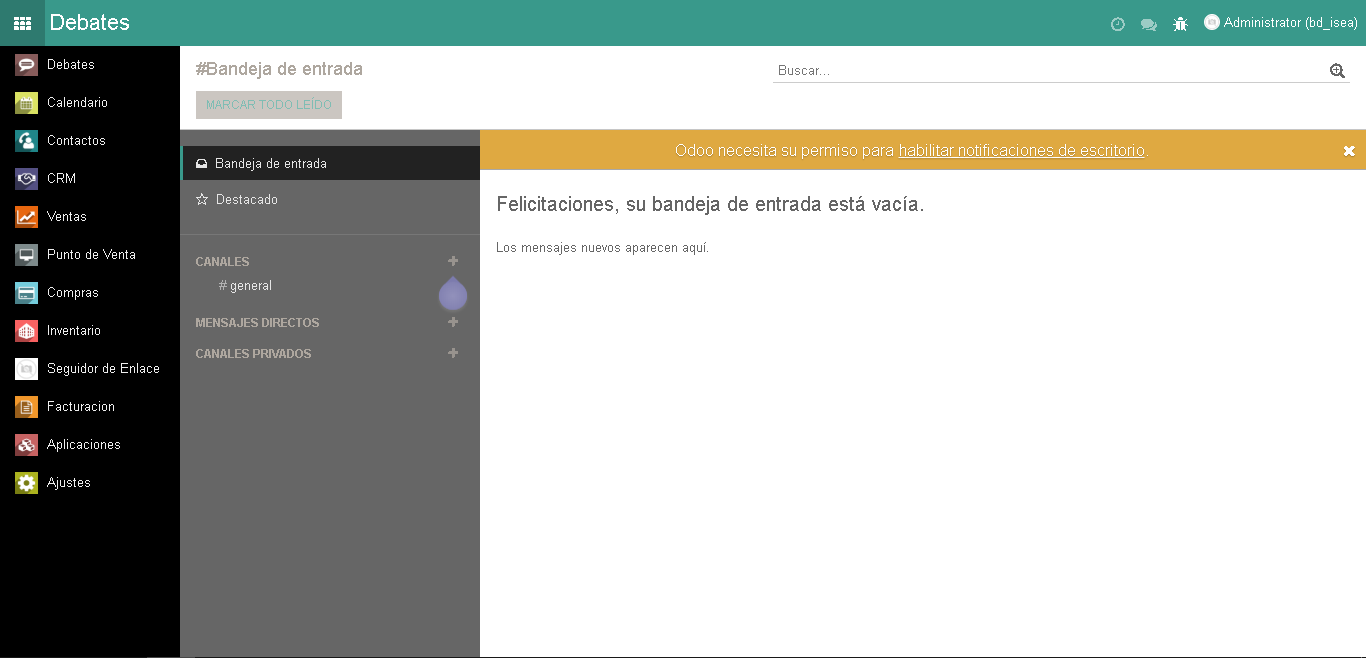 Debates
Administrator (bd_isea)
Debates
Calendario
Contactos
CRM
Ventas
Punto de Venta
Compras
Inventario
Seguidor de Enlace
Facturacion
Aplicaciones
Ajustes
#Bandeja de entrada
Buscar...
MARCAR TODO LEÍDO
Bandeja de entrada
Destacado
CANALES
# general
MENSAJES DIRECTOS
CANALES PRIVADOS
Odoo necesita su permiso para habilitar notificaciones de escritorio.
Felicitaciones, su bandeja de entrada está vacía.
Los mensajes nuevos aparecen aquí.